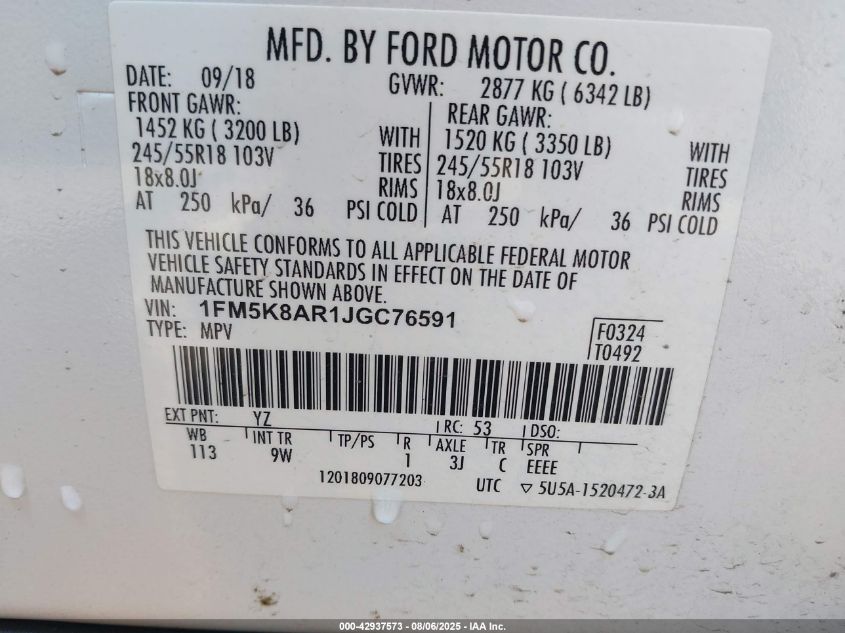 MFD. BY FORD MOTOR CO.
DATE: 09/18 GVWR: 2877 KG ( 6342 LB)
FRONT GAWR: REAR GAWR:
1452 KG ( 3200 LB) WITH 1520 KG ( 3350 LB) WITH
245/55R18 103V TIRES 245/55R18 103V TIRES
18x8.0J RIMS 18x8.0J RIMS
AT 250 kPa/ 36 PSI COLD AT 250 kPa/ 36 PSI COLD
THIS VEHICLE CONFORMS TO ALL APPLICABLE FEDERAL MOTOR
VEHICLE SAFETY STANDARDS IN EFFECT ON THE DATE OF
MANUFACTURE SHOWN ABOVE.
VIN: 1FM5K8AR1JGC76591
TYPE: MPV F0324
T0492
EXT PNT: YZ RC: 53 DSO:
WB INT TR TP/PS R AXLE TR SPR
113 9W 1 3J C EEEE
1201809077203 UTC ▽ 5U5A-1520472-3A
000-42937573 - 08/06/2025 - IAA Inc.